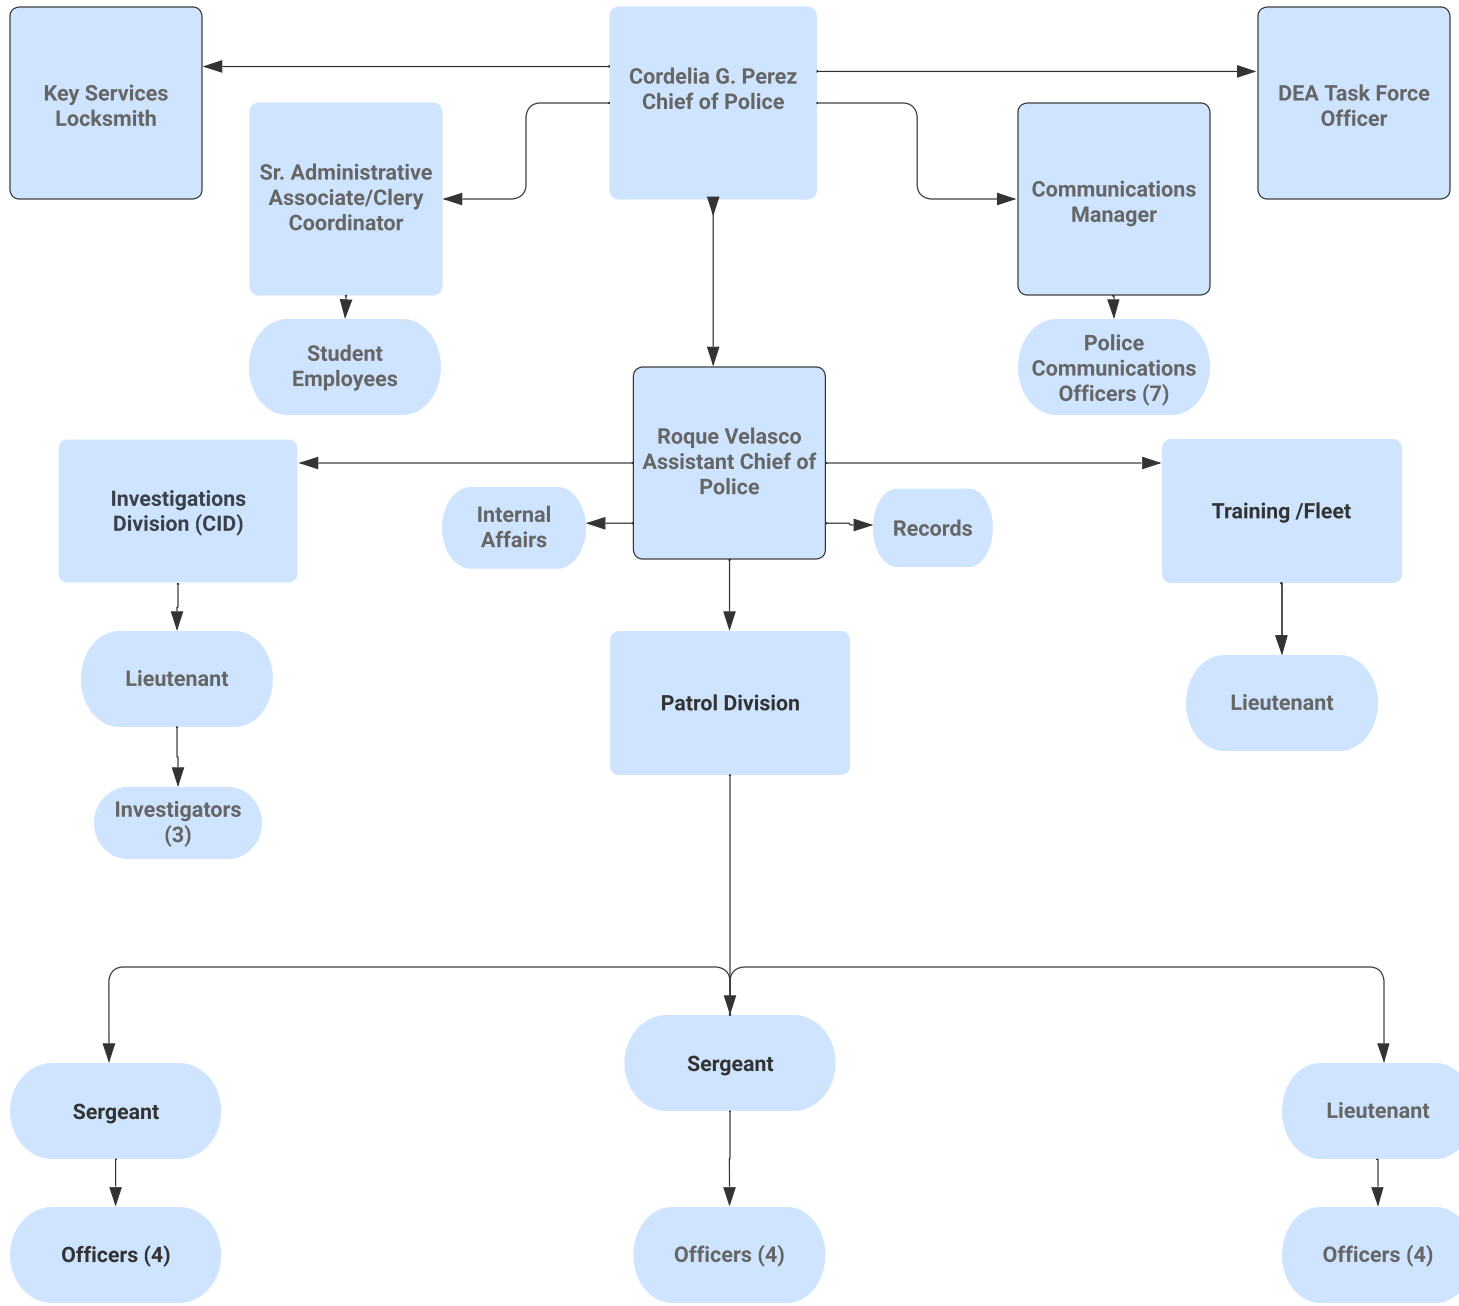 Key Services
Locksmith
Cordelia G. Perez
Chief of Police
DEA Task Force
Officer
Sr. Administrative
Associate/Clery
Coordinator
Communications
Manager
Student
Employees
Police
Communications
Officers (7)
Roque Velasco
Assistant Chief of
Police
Investigations
Division (CID)
Internal
Affairs
Records
Training /Fleet
Lieutenant
Patrol Division
Lieutenant
Investigators
(3)
Sergeant
Sergeant
Lieutenant
Officers (4)
Officers (4)
Officers (4)